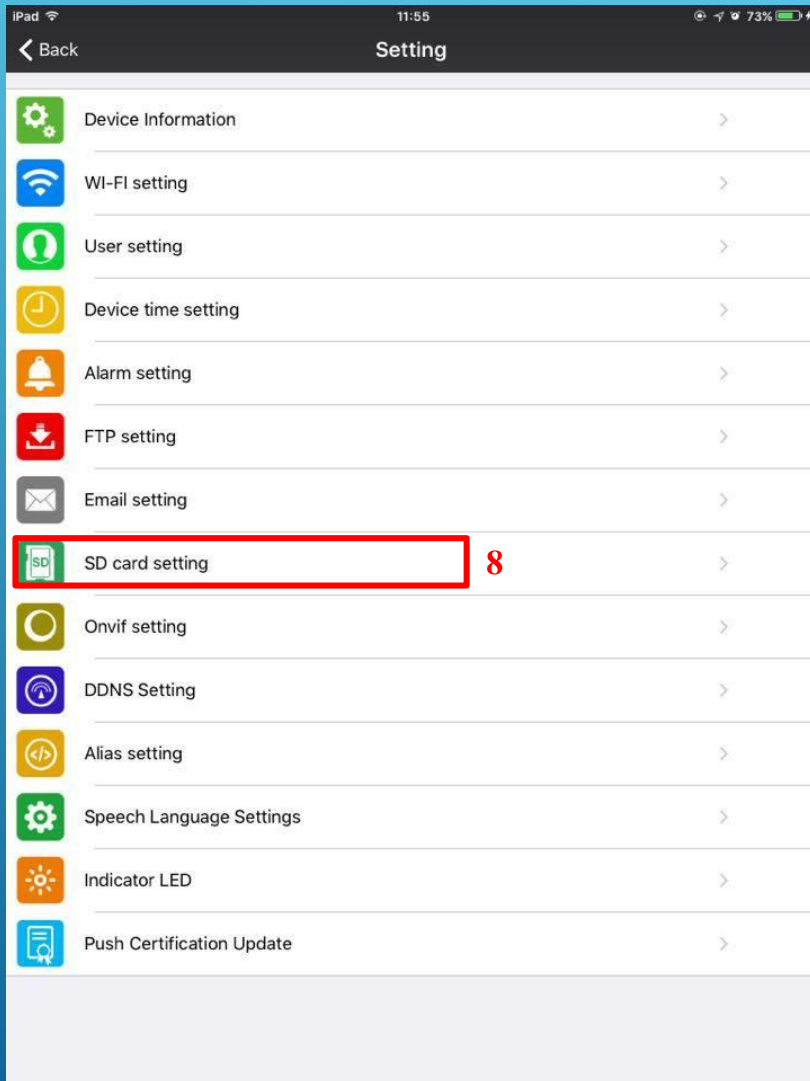 iPad 11:55 73%
Back Setting
Device Information
WI-FI setting
User setting
Device time setting
Alarm setting
FTP setting
Email setting
SD SD card setting 8
Onvif setting
DDNS Setting
</> Alias setting
Speech Language Settings
Indicator LED
Push Certification Update